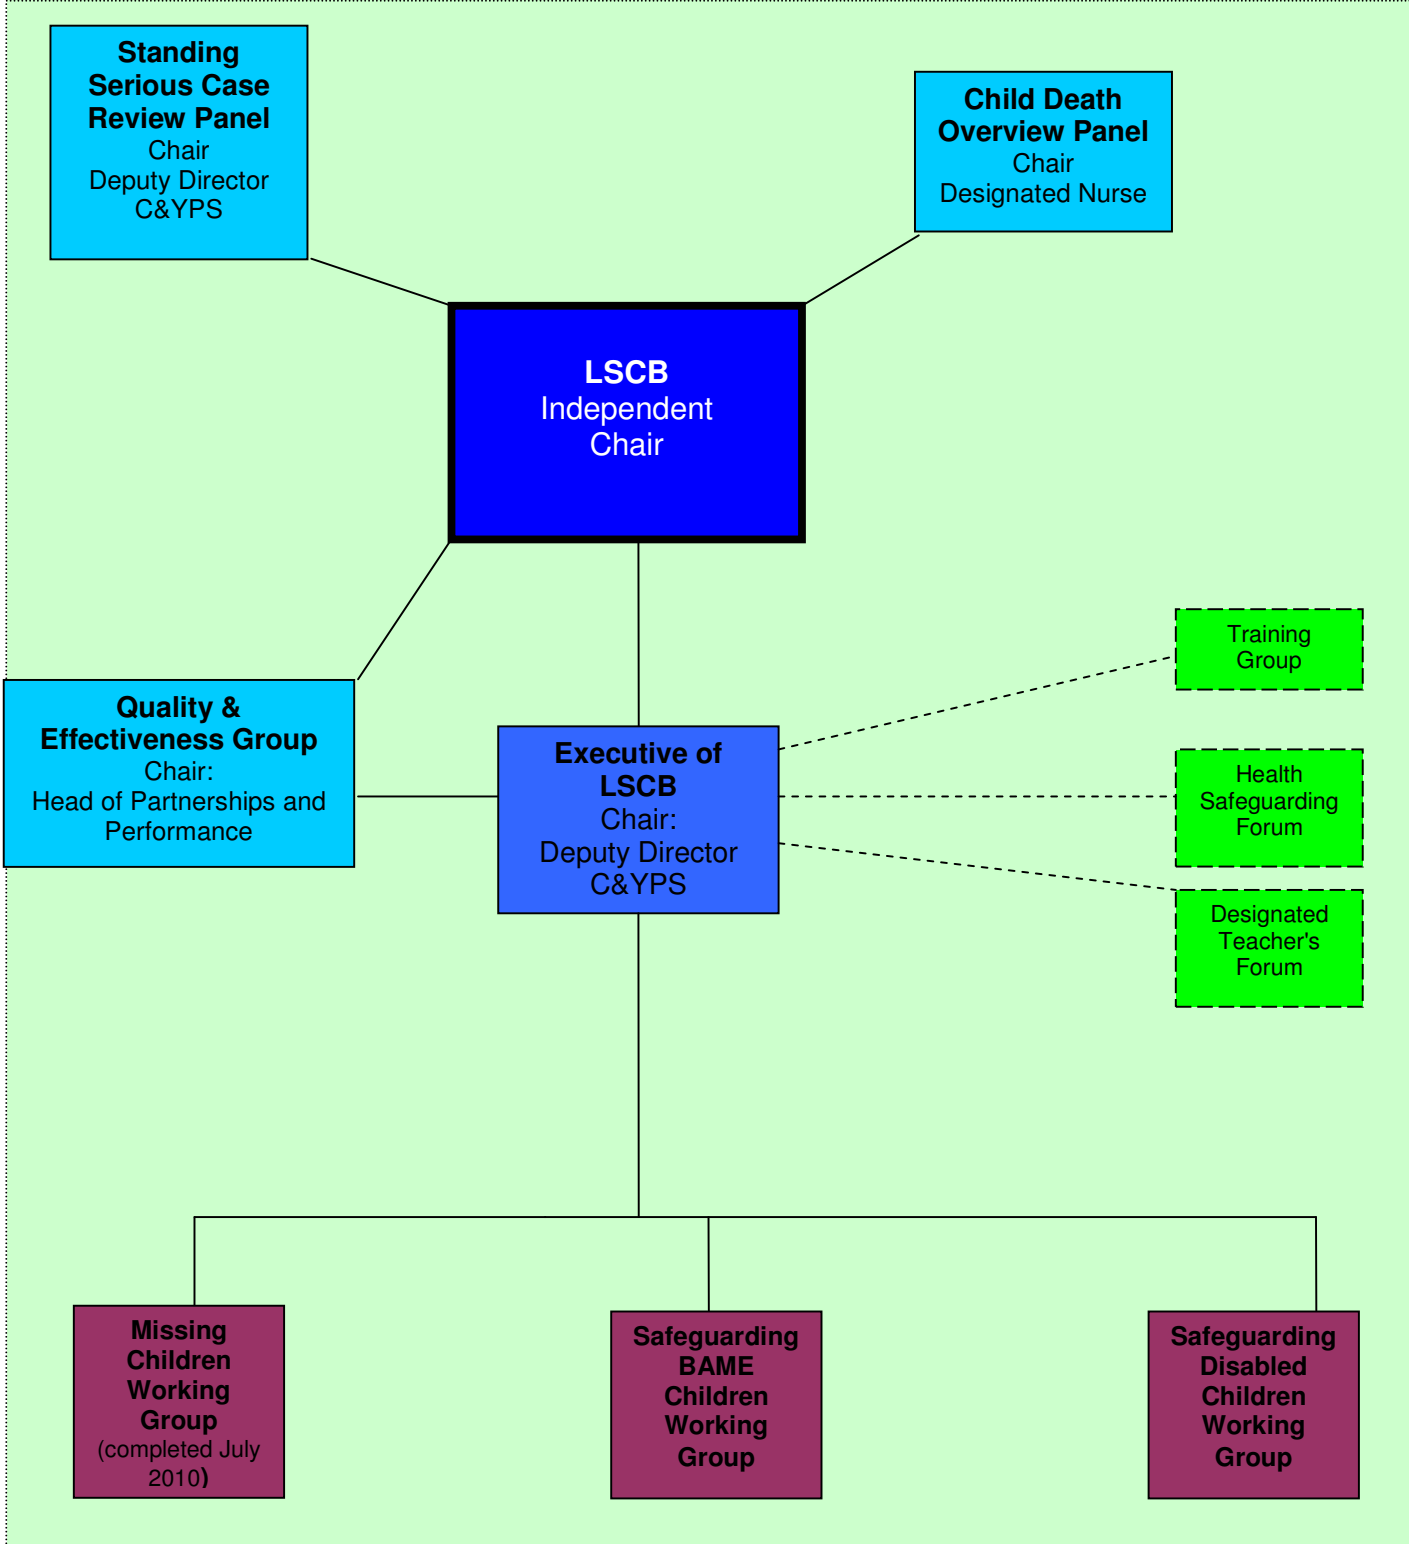 Standing
Serious Case
Review Panel
Chair
Deputy Director
C&YPS
Child Death
Overview Panel
Chair
Designated Nurse
LSCB
Independent
Chair
Training
Group
Quality &
Effectiveness Group
Chair:
Head of Partnerships and
Performance
Executive of
LSCB
Chair:
Deputy Director
C&YPS
Health
Safeguarding
Forum
Designated
Teacher's
Forum
Missing
Children
Working
Group
(completed July
2010)
Safeguarding
BAME
Children
Working
Group
Safeguarding
Disabled
Children
Working
Group